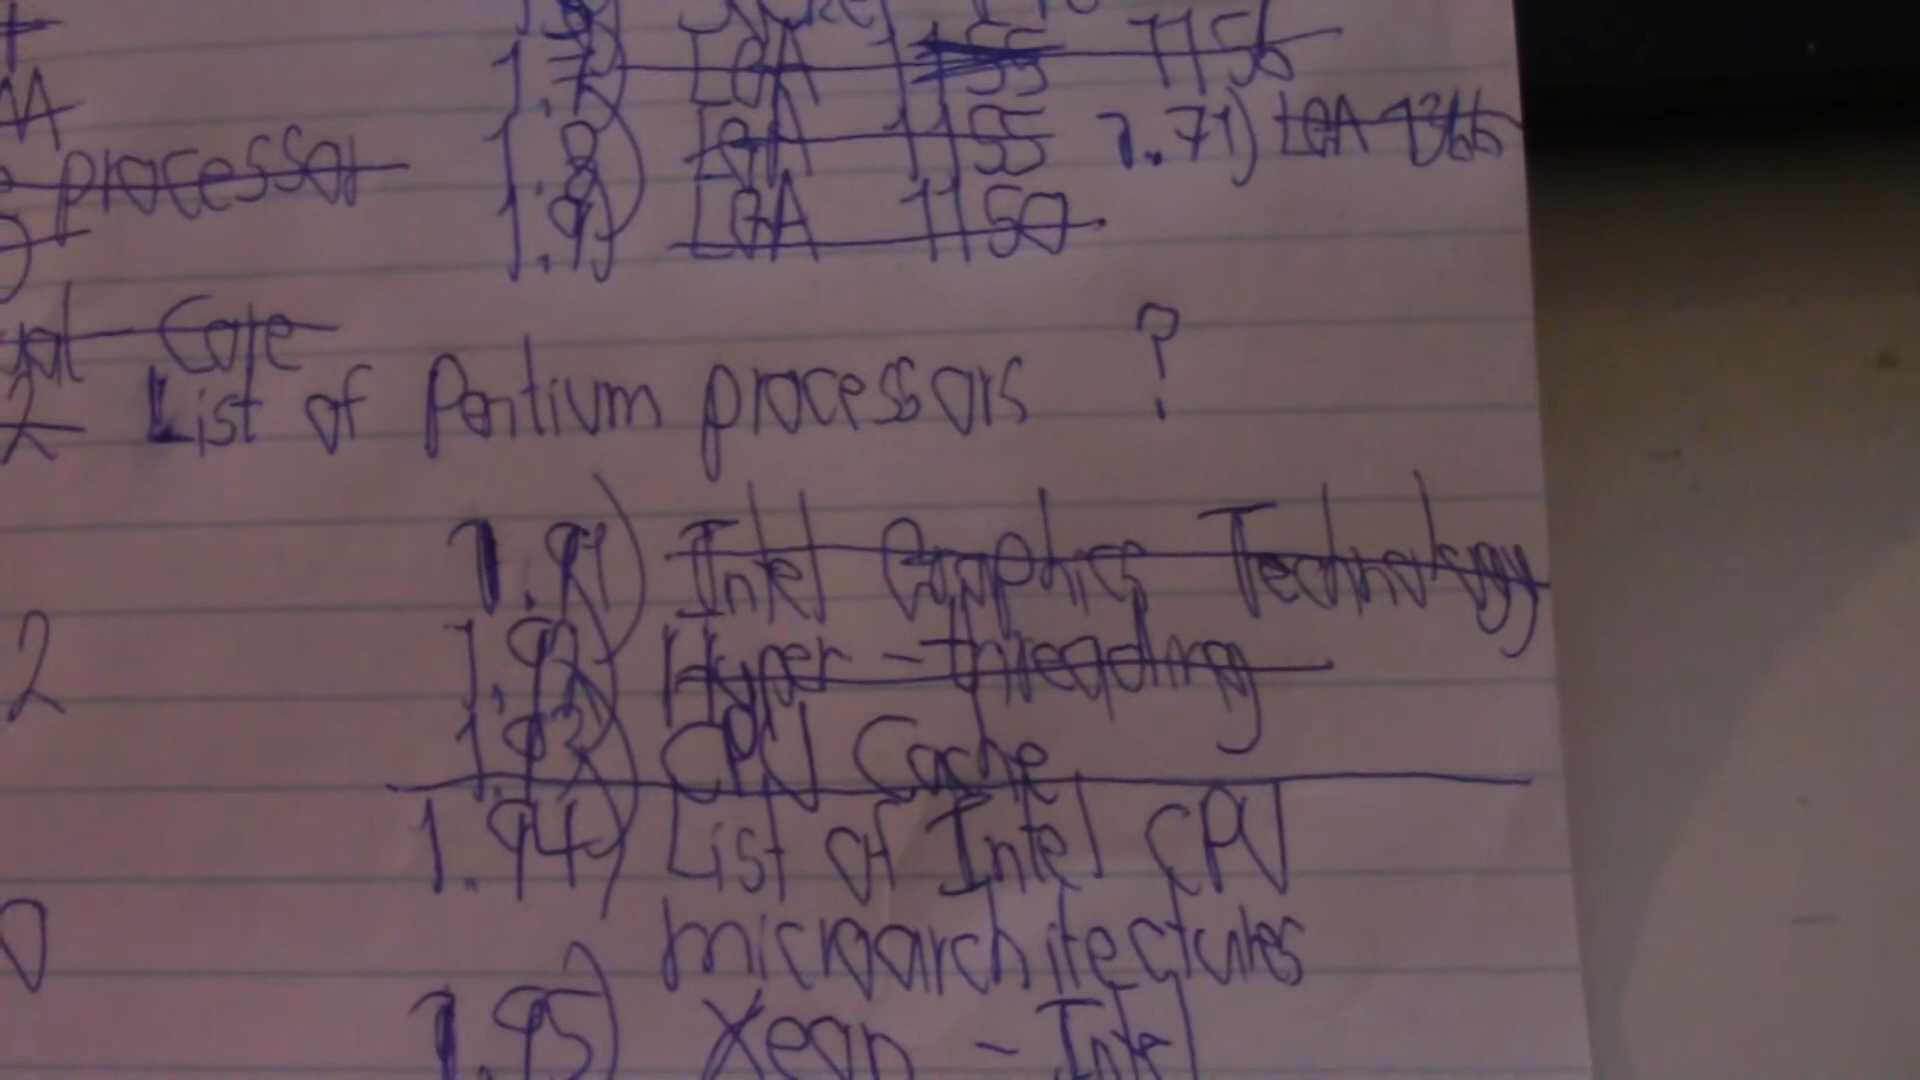 1.7) LGA 1155 1156
1.8) LGA 1155 1.71) LGA 1366
processor
1.9) LGA 1150
Core
2 List of Pentium processors ?
1.91) Intel Graphics Technology
1.92) Hyper-threading
2
1.93) CPU Cache
1.94) List of Intel CPU
microarchitectures
0
1.95) Xeon - Intel